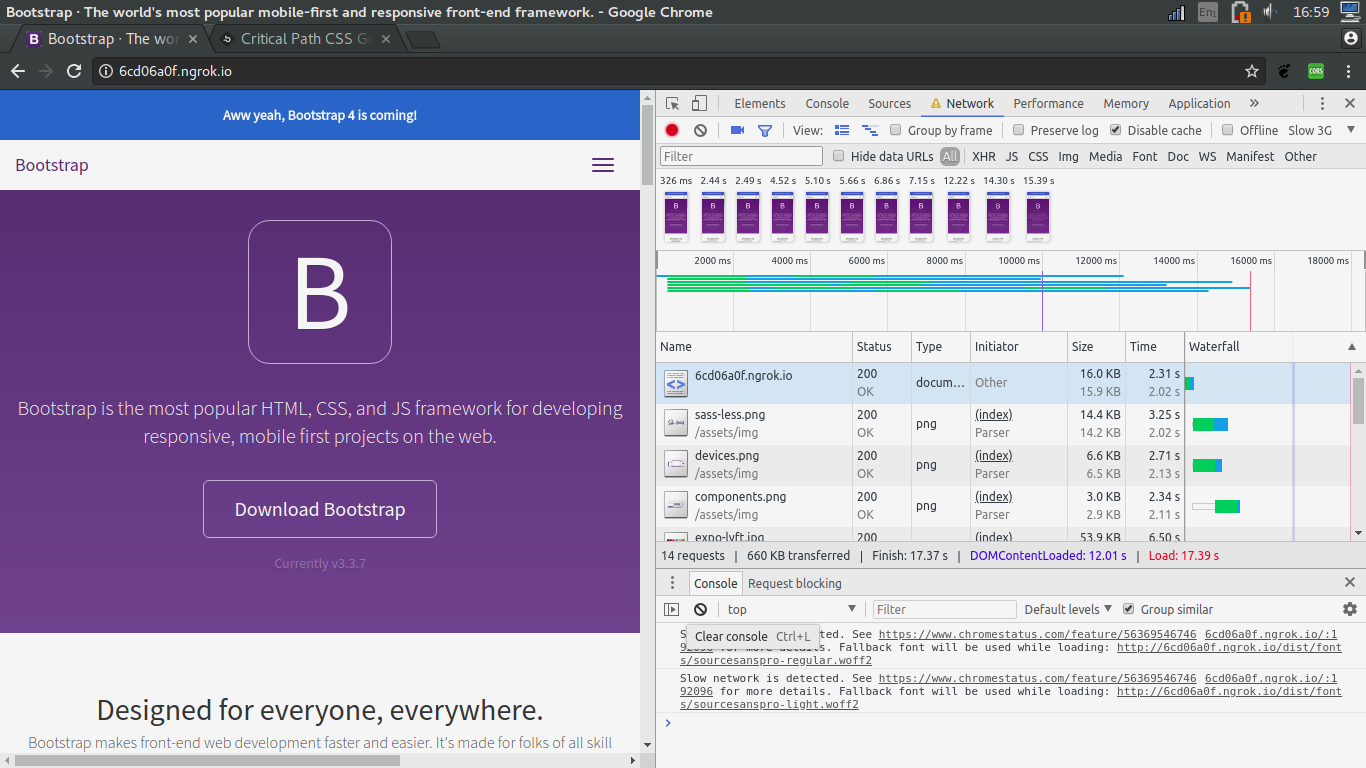 Bootstrap · The world's most popular mobile-first and responsive front-end framework. - Google Chrome
En₁ 16:59
Bootstrap · The wo × Critical Path CSS Ge ×
6cd06a0f.ngrok.io CORS
Aww yeah, Bootstrap 4 is coming!
Bootstrap
B
Bootstrap is the most popular HTML, CSS, and JS framework for developing
responsive, mobile first projects on the web.
Download Bootstrap
Currently v3.3.7
Designed for everyone, everywhere.
Bootstrap makes front-end web development faster and easier. It's made for folks of all skill
Elements Console Sources Network Performance Memory Application »
View: Group by frame Preserve log Disable cache Offline Slow 3G
Filter Hide data URLs All XHR JS CSS Img Media Font Doc WS Manifest Other
326 ms 2.44 s 2.49 s 4.52 s 5.10 s 5.66 s 6.86 s 7.15 s 12.22 s 14.30 s 15.39 s
2000 ms 4000 ms 6000 ms 8000 ms 10000 ms 12000 ms 14000 ms 16000 ms 18000 ms
Name Status Type Initiator Size Time Waterfall
6cd06a0f.ngrok.io 200 docum… Other 16.0 KB 2.31 s
OK 15.9 KB 2.02 s
sass-less.png 200 png (index) 14.4 KB 3.25 s
/assets/img OK Parser 14.2 KB 2.02 s
devices.png 200 png (index) 6.6 KB 2.71 s
/assets/img OK Parser 6.5 KB 2.13 s
components.png 200 png (index) 3.0 KB 2.34 s
/assets/img OK Parser 2.9 KB 2.11 s
expo-lyft.jpg 200 (index) 53.9 KB 6.50 s
14 requests | 660 KB transferred | Finish: 17.37 s | DOMContentLoaded: 12.01 s | Load: 17.39 s
Console Request blocking
top Filter Default levels Group similar
Clear console Ctrl+L
See https://www.chromestatus.com/feature/56369546746 6cd06a0f.ngrok.io/:1
for more details. Fallback font will be used while loading: http://6cd06a0f.ngrok.io/dist/font
s/sourcesanspro-regular.woff2
Slow network is detected. See https://www.chromestatus.com/feature/56369546746 6cd06a0f.ngrok.io/:1
92096 for more details. Fallback font will be used while loading: http://6cd06a0f.ngrok.io/dist/font
s/sourcesanspro-light.woff2